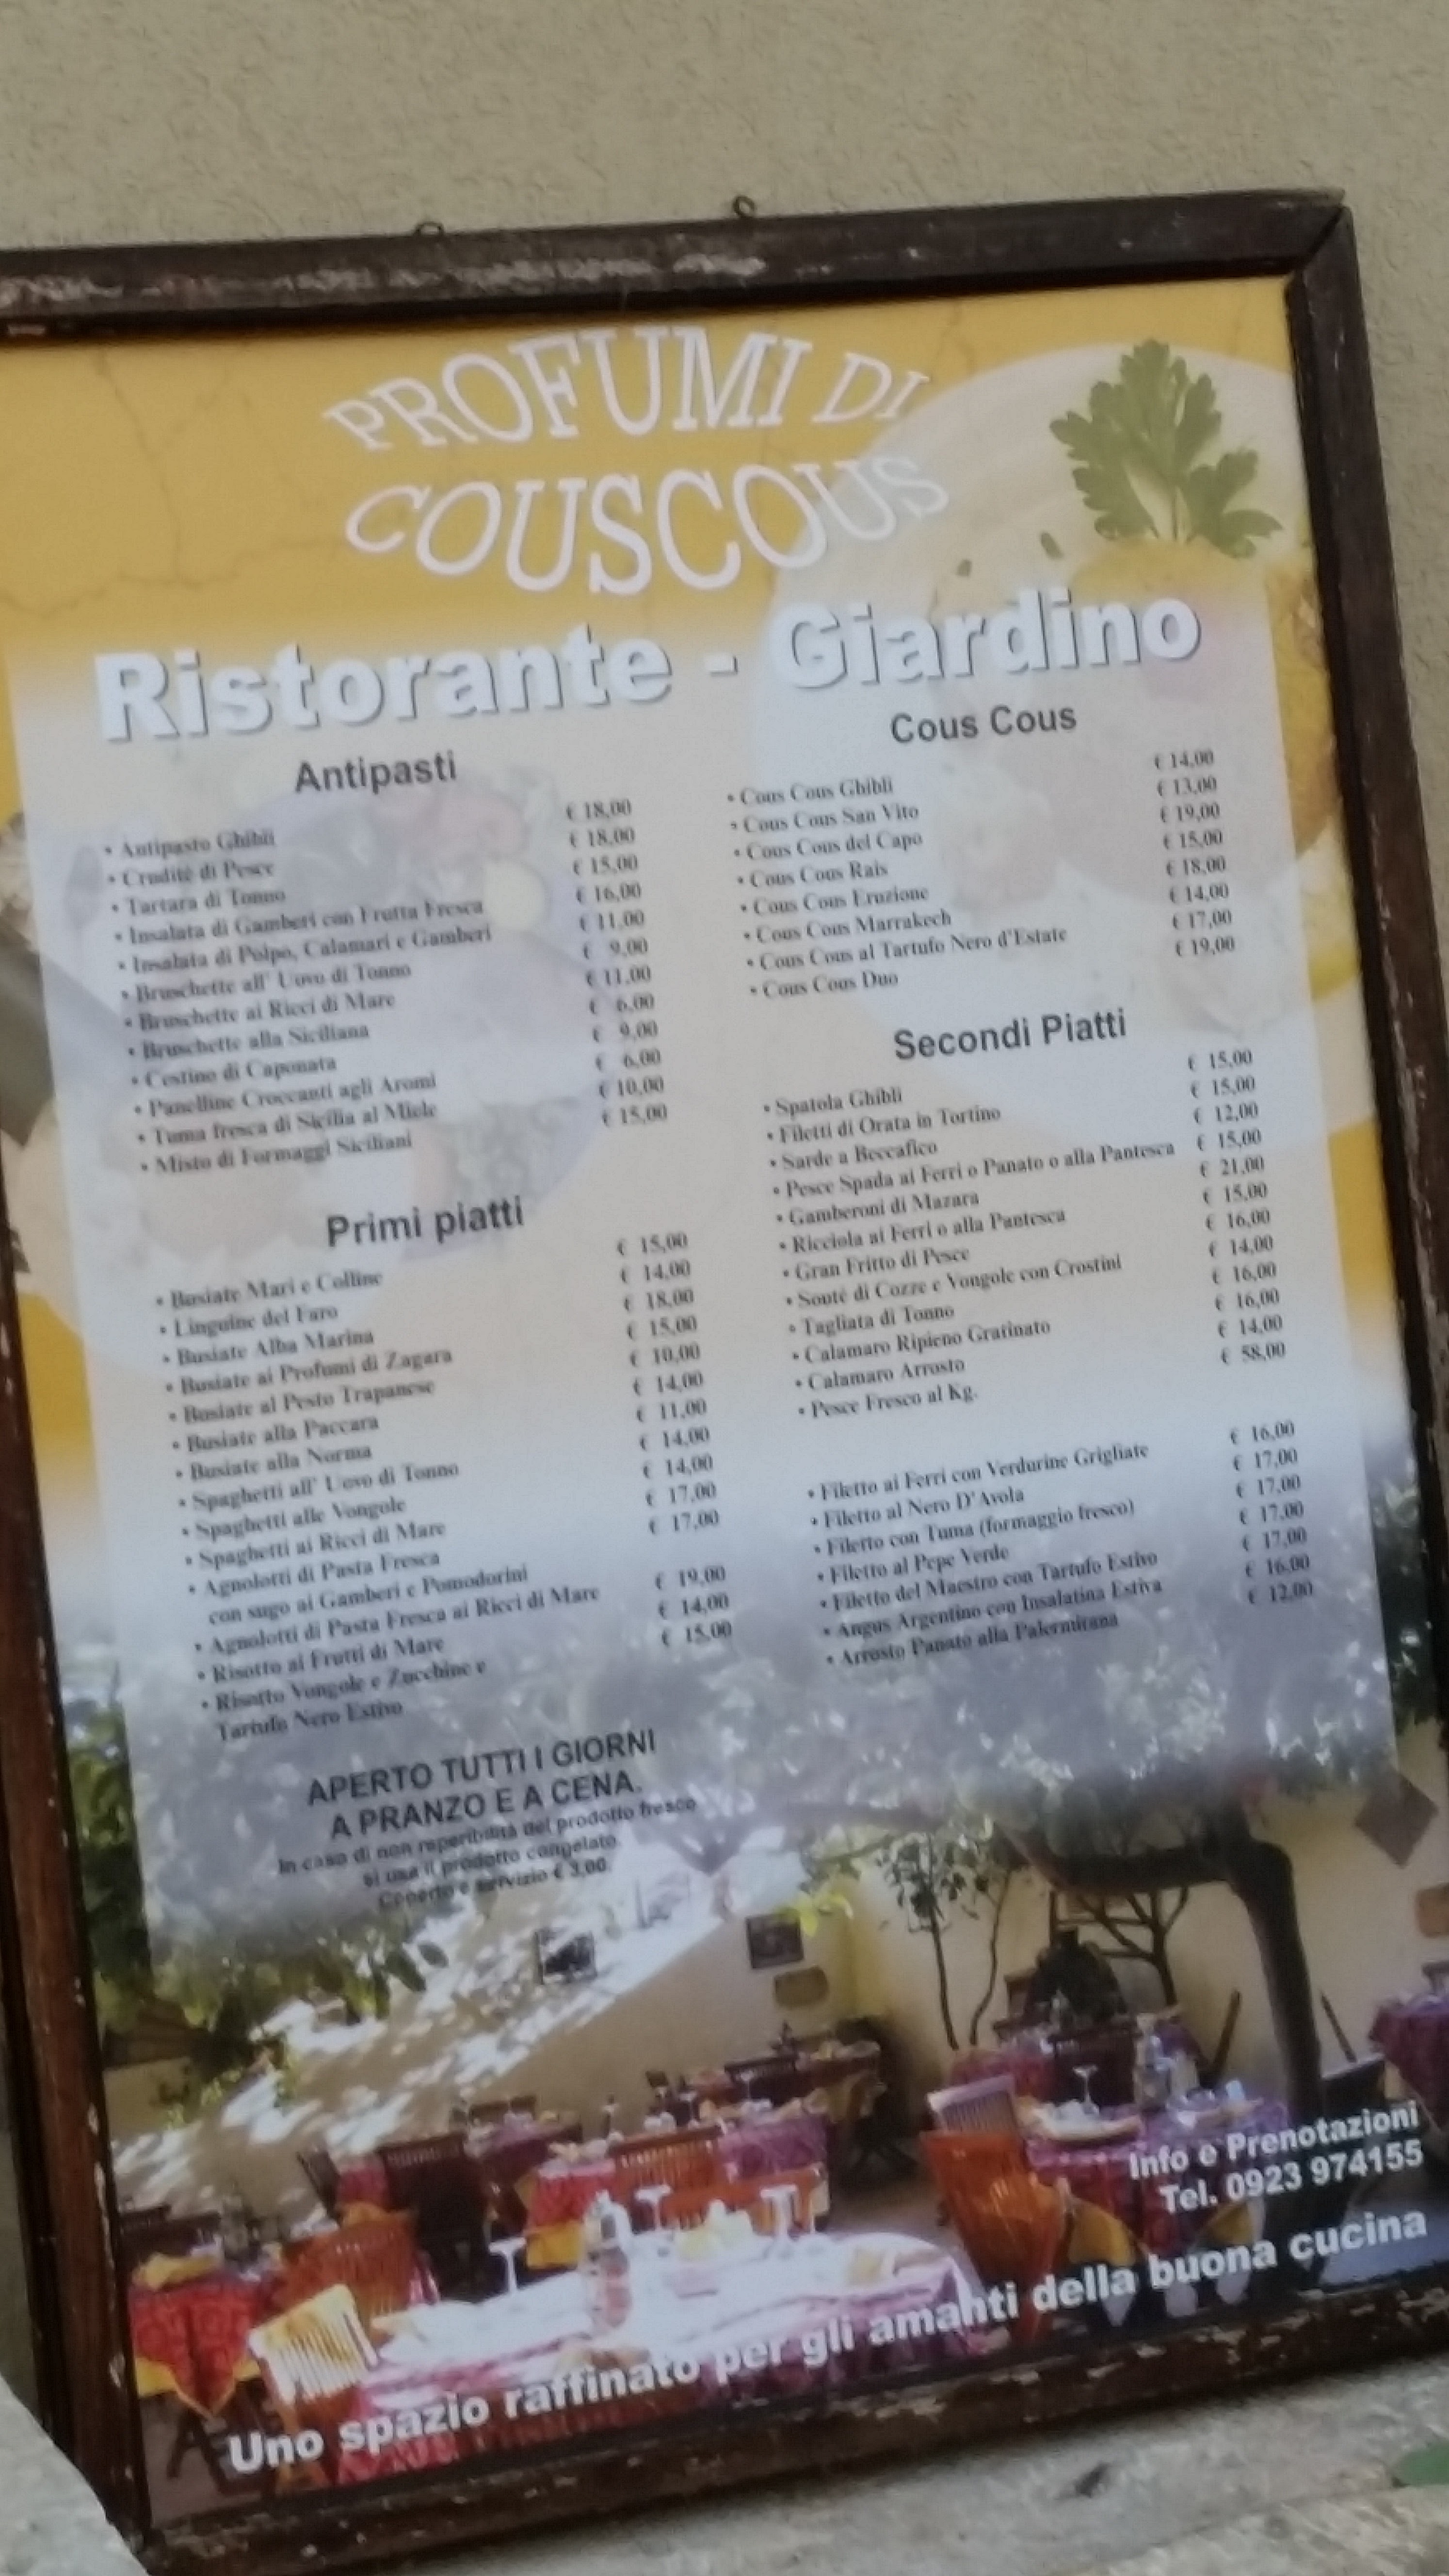 PROFUMI DI
COUSCOUS
Ristorante - Giardino
Antipasti
• Antipasto Ghibli € 18,00
• Crudité di Pesce € 18,00
• Tartara di Tonno € 15,00
• Insalata di Gamberi con Frutta Fresca € 16,00
• Insalata di Polpo, Calamari e Gamberi € 11,00
• Bruschette all' Uovo di Tonno € 9,00
• Bruschette ai Ricci di Mare € 11,00
• Bruschette alla Siciliana € 6,00
• Cestino di Caponata € 9,00
• Panelline Croccanti agli Aromi € 6,00
• Tuma fresca di Sicilia al Miele € 10,00
• Misto di Formaggi Siciliani € 15,00
Primi piatti
• Busiate Mari e Colline € 15,00
• Linguine del Faro € 14,00
• Busiate Alba Marina € 18,00
• Busiate ai Profumi di Zagara € 15,00
• Busiate al Pesto Trapanese € 10,00
• Busiate alla Paccara € 14,00
• Busiate alla Norma € 11,00
• Spaghetti all' Uovo di Tonno € 14,00
• Spaghetti alle Vongole € 14,00
• Spaghetti ai Ricci di Mare € 17,00
• Agnolotti di Pasta Fresca € 17,00
con sugo ai Gamberi e Pomodorini
• Agnolotti di Pasta Fresca ai Ricci di Mare € 19,00
• Risotto ai Frutti di Mare € 14,00
• Risotto Vongole e Zucchine e € 15,00
Tartufo Nero Estivo
APERTO TUTTI I GIORNI
A PRANZO E A CENA.
In caso di non reperibilità del prodotto fresco
si usa il prodotto congelato.
Coperto e servizio € 3,00.
Cous Cous
• Cous Cous Ghibli € 14,00
• Cous Cous San Vito € 13,00
• Cous Cous del Capo € 19,00
• Cous Cous Rais € 15,00
• Cous Cous Eruzione € 18,00
• Cous Cous Marrakech € 14,00
• Cous Cous al Tartufo Nero d'Estate € 17,00
• Cous Cous Duo € 19,00
Secondi Piatti
• Spatola Ghibli € 15,00
• Filetti di Orata in Tortino € 15,00
• Sarde a Beccafico € 12,00
• Pesce Spada ai Ferri o Panato o alla Pantesca € 15,00
• Gamberoni di Mazara € 21,00
• Ricciola ai Ferri o alla Pantesca € 15,00
• Gran Fritto di Pesce € 16,00
• Souté di Cozze e Vongole con Crostini € 14,00
• Tagliata di Tonno € 16,00
• Calamaro Ripieno Gratinato € 16,00
• Calamaro Arrosto € 14,00
• Pesce Fresco al Kg. € 58,00
• Filetto ai Ferri con Verdurine Grigliate € 16,00
• Filetto al Nero D'Avola € 17,00
• Filetto con Tuma (formaggio fresco) € 17,00
• Filetto al Pepe Verde € 17,00
• Filetto del Maestro con Tartufo Estivo € 17,00
• Angus Argentino con Insalatina Estiva € 16,00
• Arrosto Panato alla Palermitana € 12,00
Info e Prenotazioni
Tel. 0923 974155
Uno spazio raffinato per gli amanti della buona cucina